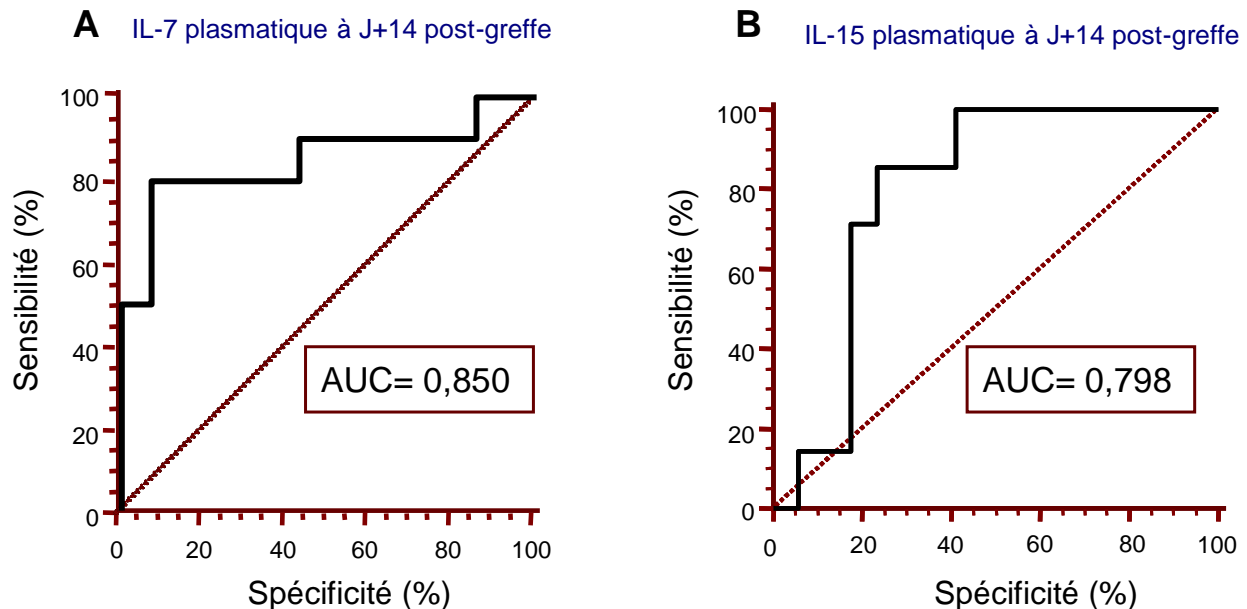 A IL-7 plasmatique à J+14 post-greffe
100
80
60
40
20
0
Sensibilité (%)
AUC= 0,850
0 20 40 60 80 100
Spécificité (%)
B IL-15 plasmatique à J+14 post-greffe
100
80
60
40
20
0
Sensibilité (%)
AUC= 0,798
0 20 40 60 80 100
Spécificité (%)